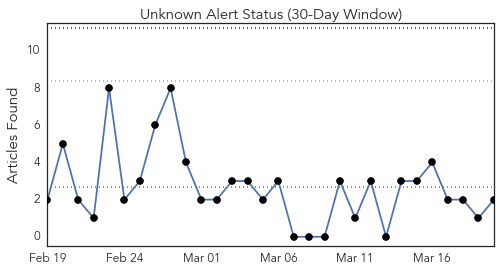 Unknown Alert Status (30-Day Window)
Articles Found
10
8
6
4
2
0
Feb 19 Feb 24 Mar 01 Mar 06 Mar 11 Mar 16